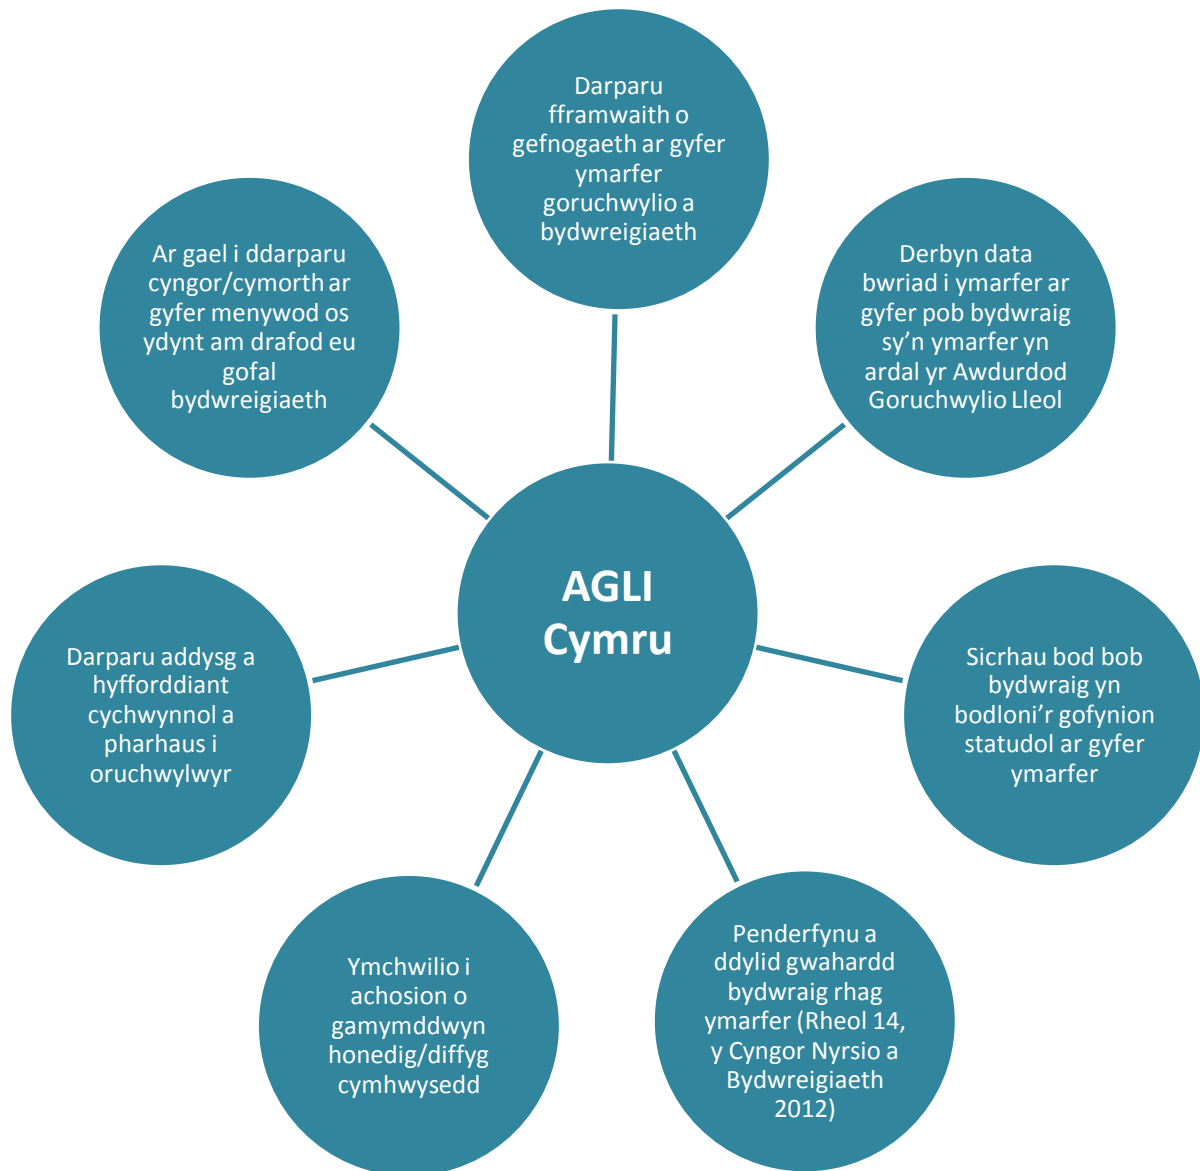 Darparu
fframwaith o
gefnogaeth ar gyfer
ymarfer
goruchwylio a
bydwreigiaeth
Derbyn data
bwriad i ymarfer ar
gyfer pob bydwraig
sy'n ymarfer yn
ardal yr Awdurdod
Goruchwylio Lleol
Sicrhau bod bob
bydwraig yn
bodloni'r gofynion
statudol ar gyfer
ymarfer
Penderfynu a
ddylid gwahardd
bydwraig rhag
ymarfer (Rheol 14,
y Cyngor Nyrsio a
Bydwreigiaeth
2012)
Ymchwilio i
achosion o
gamymddwyn
honedig/diffyg
cymhwysedd
Darparu addysg a
hyfforddiant
cychwynnol a
pharhaus i
oruchwylwyr
Ar gael i ddarparu
cyngor/cymorth ar
gyfer menywod os
ydynt am drafod eu
gofal
bydwreigiaeth
AGLI
Cymru